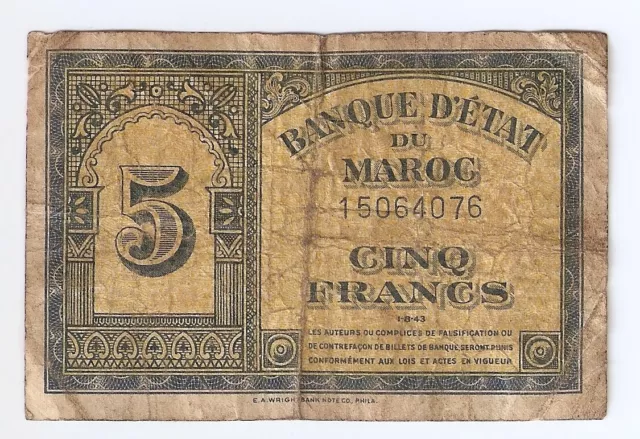 BANQUE D'ÉTAT
DU
MAROC
15064076
5
CINQ
FRANCS
1-8-43
LES AUTEURS OU COMPLICES DE FALSIFICATION OU
DE CONTREFAÇON DE BILLETS DE BANQUE SERONT PUNIS
CONFORMÉMENT AUX LOIS ET ACTES EN VIGUEUR
E.A. WRIGHT BANK NOTE CO. PHILA.